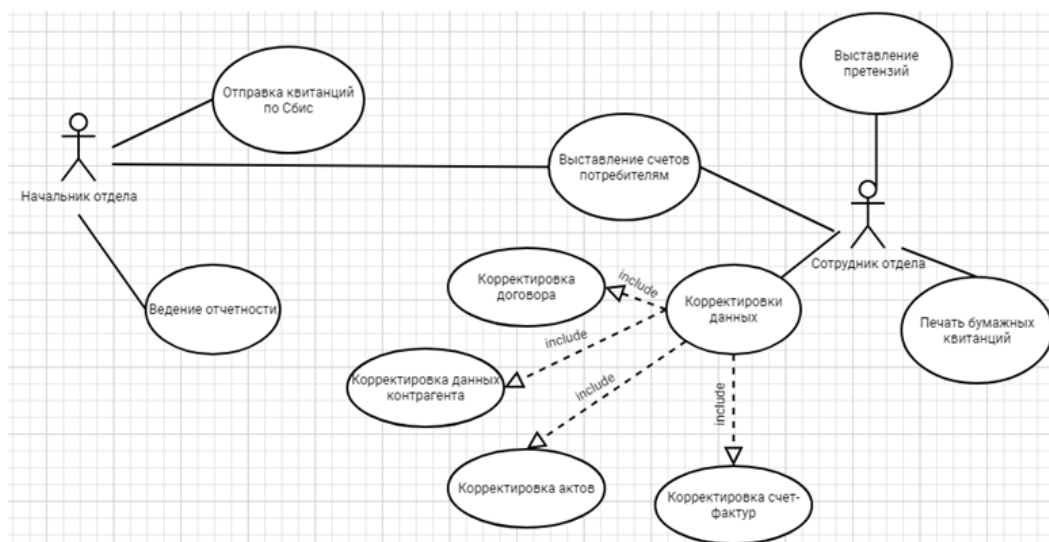 Выставление
претензий
Отправка квитанций
по Сбис
Выставление счетов
потребителям
Начальник отдела
Сотрудник отдела
Корректировка
договора
include
Корректировки
данных
Ведение отчетности
Печать бумажных
квитанций
include
Корректировка данных
контрагента
include
include
Корректировка актов
Корректировка счет-
фактур